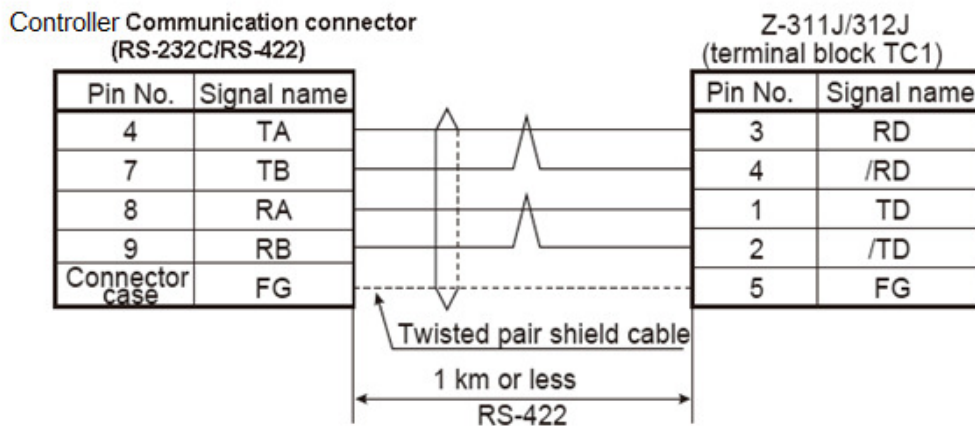 Controller Communication connector
(RS-232C/RS-422)
Z-311J/312J
(terminal block TC1)
Pin No. Signal name
Pin No. Signal name
4 TA
3 RD
7 TB
4 /RD
8 RA
1 TD
9 RB
2 /TD
Connector
case FG
5 FG
Twisted pair shield cable
1 km or less
RS-422